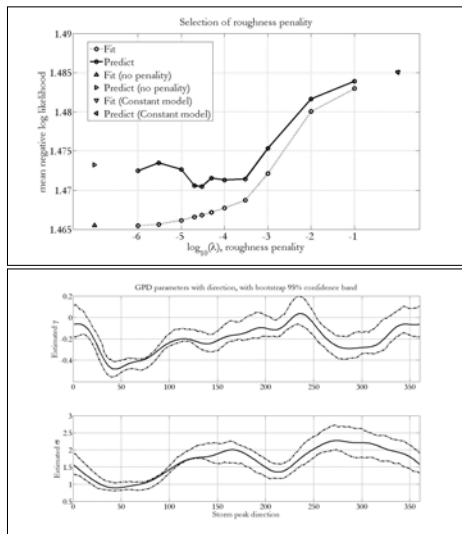 Selection of roughness penality
1.49
1.485
1.48
1.475
1.47
1.465
mean negative log likelihood
Fit
Predict
Fit (no penality)
Predict (no penality)
Fit (Constant model)
Predict (Constant model)
-6 -5 -4 -3 -2 -1
log10(λ), roughness penality
GPD parameters with direction, with bootstrap 95% confidence band
0.2
0
-0.2
-0.4
Estimated γ
0 50 100 150 200 250 300 350
3
2.5
2
1.5
1
0.5
Estimated σ
0 50 100 150 200 250 300 350
Storm peak direction